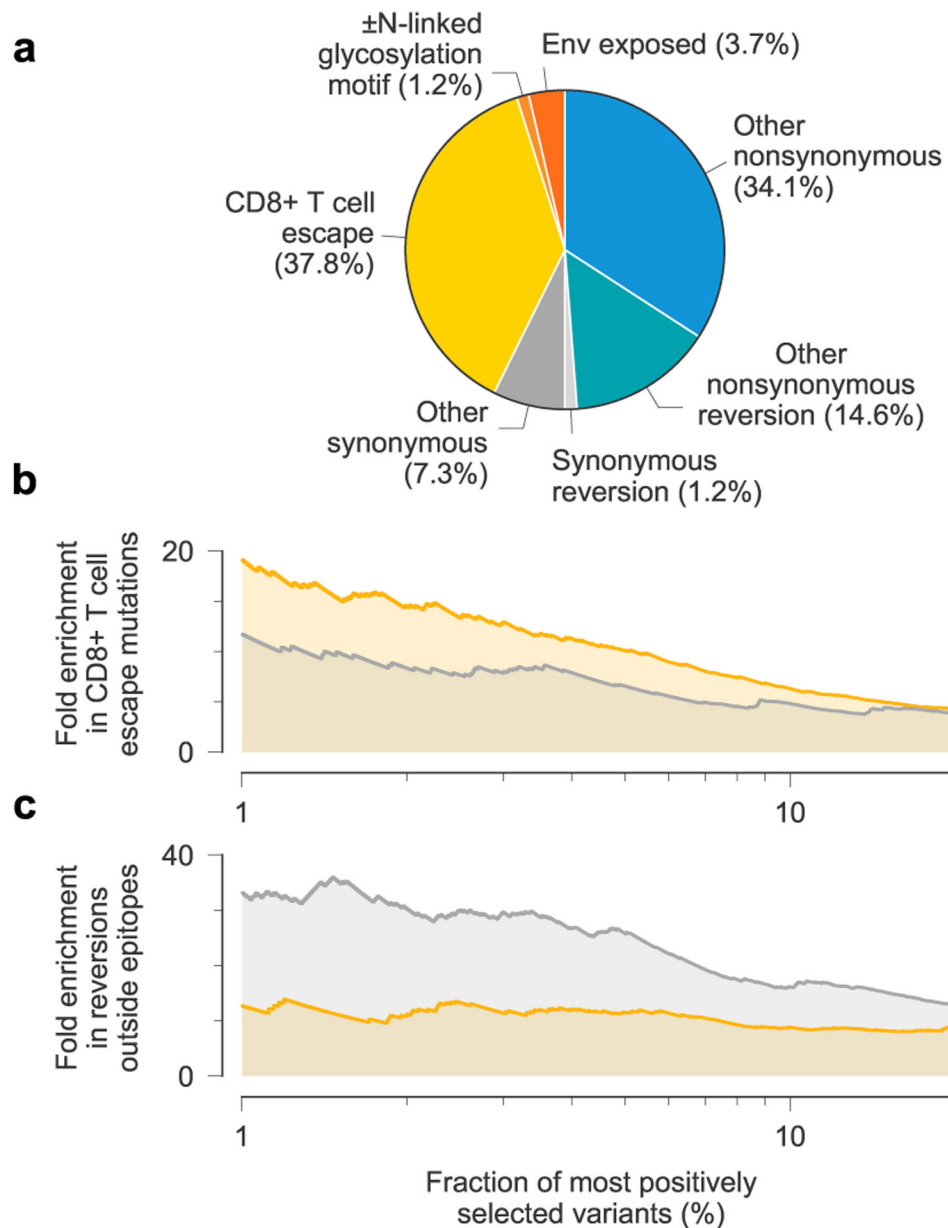 a
±N-linked
glycosylation
motif (1.2%)
Env exposed (3.7%)
Other
nonsynonymous
(34.1%)
CD8+ T cell
escape
(37.8%)
Other
synonymous
(7.3%)
Synonymous
reversion (1.2%)
Other
nonsynonymous
reversion (14.6%)
b
Fold enrichment
in CD8+ T cell
escape mutations
20
0
1
10
c
Fold enrichment
in reversions
outside epitopes
40
0
1
10
Fraction of most positively
selected variants (%)